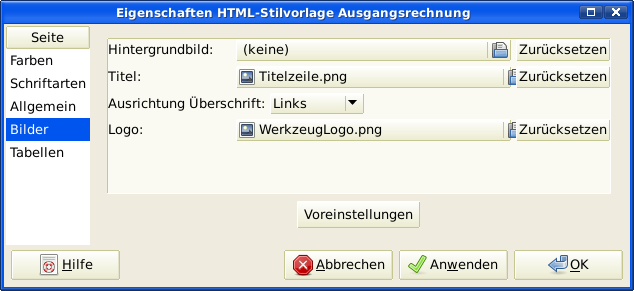 Eigenschaften HTML-Stilvorlage Ausgangsrechnung
Seite
Farben
Schriftarten
Allgemein
Bilder
Tabellen
Hintergrundbild: (keine) Zurücksetzen
Titel: Titelzeile.png Zurücksetzen
Ausrichtung Überschrift: Links
Logo: WerkzeugLogo.png Zurücksetzen
Voreinstellungen
Hilfe Abbrechen Anwenden OK